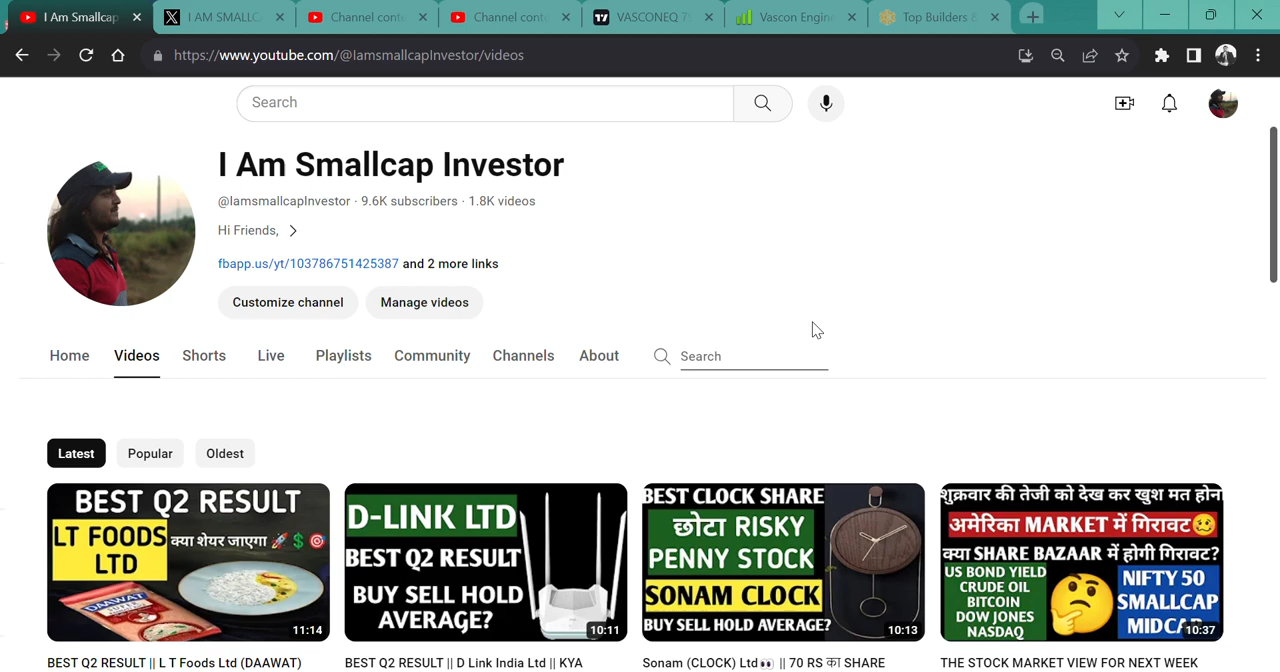 I Am Smallcap
I AM SMALLC
Channel cont
Channel cont
VASCONEQ 75
Vascon Engine
Top Builders &
https://www.youtube.com/@IamsmallcapInvestor/videos
Search
I Am Smallcap Investor
@IamsmallcapInvestor · 9.6K subscribers · 1.8K videos
Hi Friends,
fbapp.us/yt/103786751425387 and 2 more links
Customize channel
Manage videos
Home
Videos
Shorts
Live
Playlists
Community
Channels
About
Search
Latest
Popular
Oldest
BEST Q2 RESULT
LT FOODS LTD
क्या शेयर जाएगा 🚀💲🎯
DAAWAT
11:14
BEST Q2 RESULT || L T Foods Ltd (DAAWAT)
D-LINK LTD
BEST Q2 RESULT
BUY SELL HOLD
AVERAGE?
10:11
BEST Q2 RESULT || D Link India Ltd || KYA
BEST CLOCK SHARE
छोटा RISKY
PENNY STOCK
SONAM CLOCK
BUY SELL HOLD AVERAGE?
10:13
Sonam (CLOCK) Ltd👀 || 70 RS का SHARE
शुक्रवार की तेजी को देख कर खुश मत होना
अमेरिका MARKET में गिरावट🥴
क्या SHARE BAZAAR में होगी गिरावट?
US BOND YIELD
CRUDE OIL
BITCOIN
DOW JONES
NASDAQ
NIFTY 50
SMALLCAP
MIDCAP
10:37
THE STOCK MARKET VIEW FOR NEXT WEEK